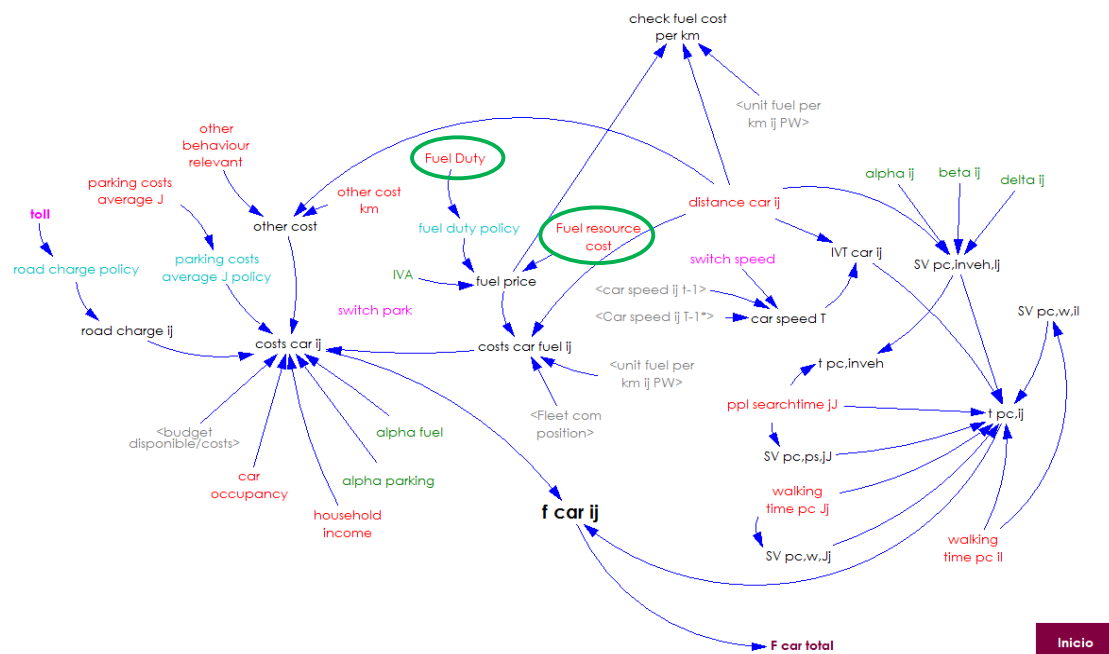 check fuel cost
per km
<unit fuel per
km ij PW>
other
behaviour
relevant
Fuel Duty
parking costs
average J
other cost
km
alpha ij
beta ij
delta ij
distance car ij
toll
other cost
fuel duty policy
Fuel resource
cost
road charge policy
parking costs
average J policy
IVA
fuel price
switch speed
IVT car ij
SV pc,inveh,Ij
<car speed ij t-1>
switch park
<Car speed ij T-1*>
car speed T
SV pc,w,iI
road charge ij
costs car ij
costs car fuel ij
<unit fuel per
km ij PW>
t pc,inveh
ppl searchtime jJ
t pc,ij
<budget
disponible/costs>
alpha fuel
<Fleet com
position>
SV pc,ps,jJ
car
occupancy
alpha parking
walking
time pc Jj
household
income
f car ij
SV pc,w,Jj
walking
time pc iI
F car total
Inicio